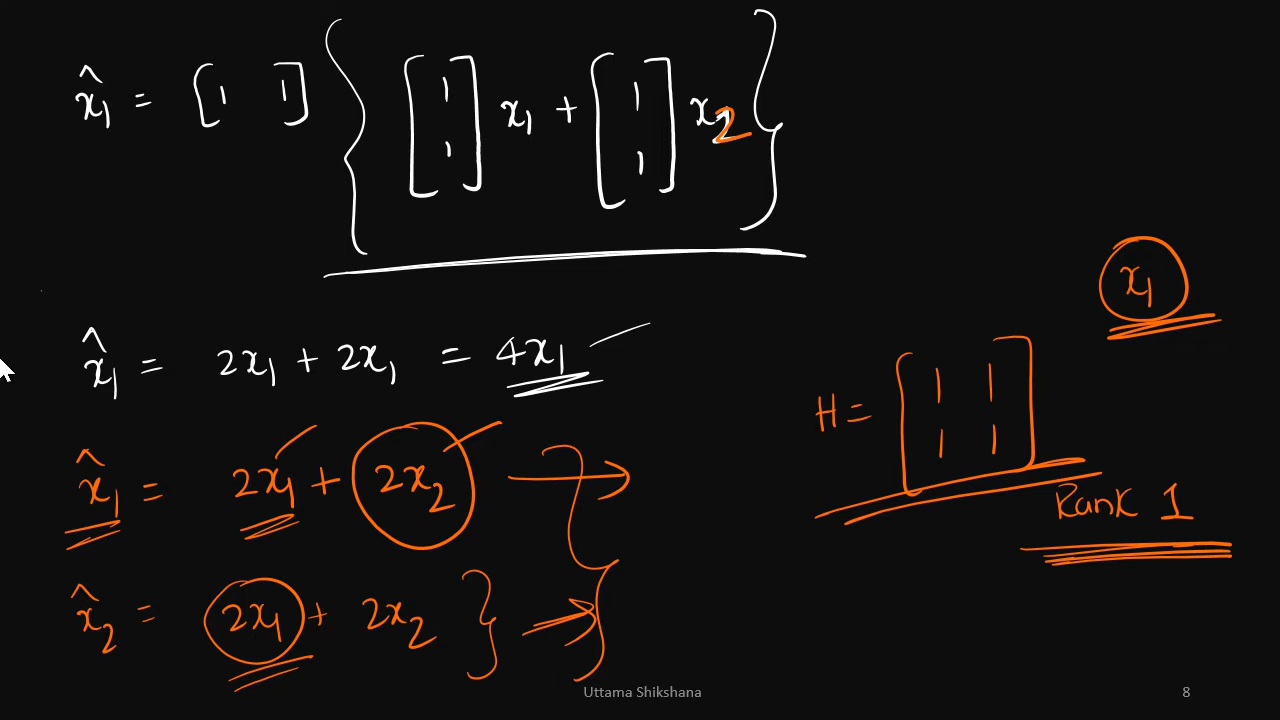 x̂₁ = [1 1] { [1 1] x₁ + [1 1] x₂ }
x₁
x̂₁ = 2x₁ + 2x₁ = 4x₁
H = [1 1
1 1]
x̂₁ = 2x₁ + 2x₂
Rank 1
x̂₂ = 2x₁ + 2x₂ }
Uttama Shikshana 8